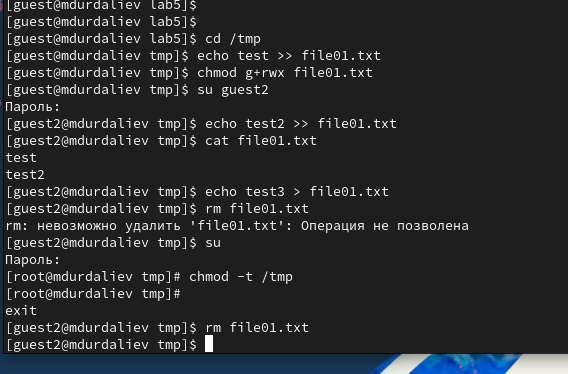 [guest@mdurdaliev lab5]$
[guest@mdurdaliev lab5]$
[guest@mdurdaliev lab5]$ cd /tmp
[guest@mdurdaliev tmp]$ echo test >> file01.txt
[guest@mdurdaliev tmp]$ chmod g+rwx file01.txt
[guest@mdurdaliev tmp]$ su guest2
Пароль:
[guest2@mdurdaliev tmp]$ echo test2 >> file01.txt
[guest2@mdurdaliev tmp]$ cat file01.txt
test
test2
[guest2@mdurdaliev tmp]$ echo test3 > file01.txt
[guest2@mdurdaliev tmp]$ rm file01.txt
rm: невозможно удалить 'file01.txt': Операция не позволена
[guest2@mdurdaliev tmp]$ su
Пароль:
[root@mdurdaliev tmp]# chmod -t /tmp
[root@mdurdaliev tmp]#
exit
[guest2@mdurdaliev tmp]$ rm file01.txt
[guest2@mdurdaliev tmp]$